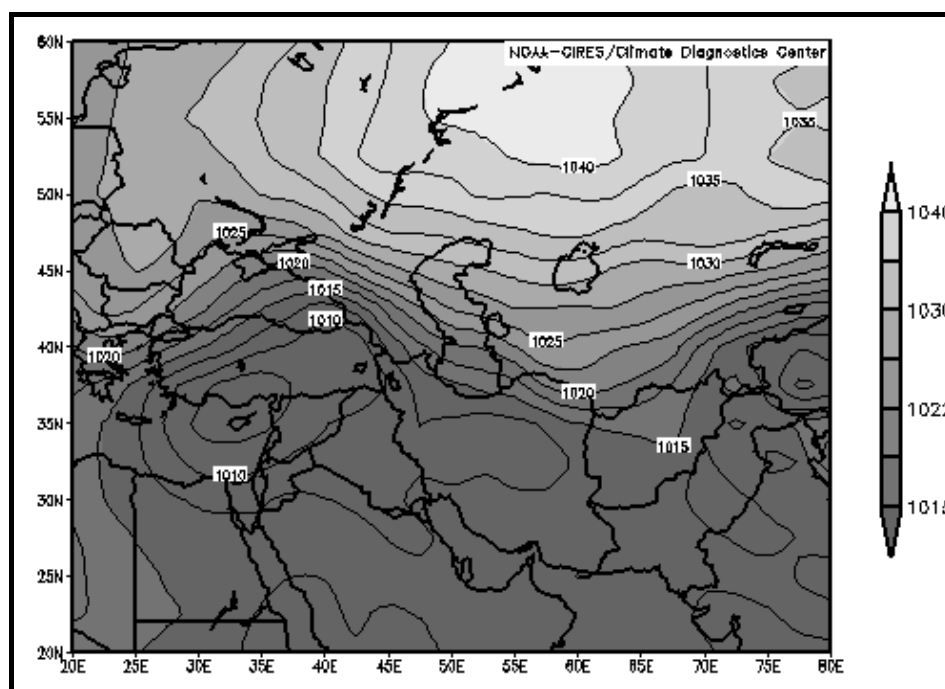 60N
NOAA-CIRES/Climate Diagnostics Center
55N
1035
1040
50N
1035
1040
45N
1025
1020
1030
1030
1015
1010
40N
1020
1025
1020
35N
1015
1022
1010
30N
1015
25N
20N
20E 25E 30E 35E 40E 45E 50E 55E 60E 65E 70E 75E 80E